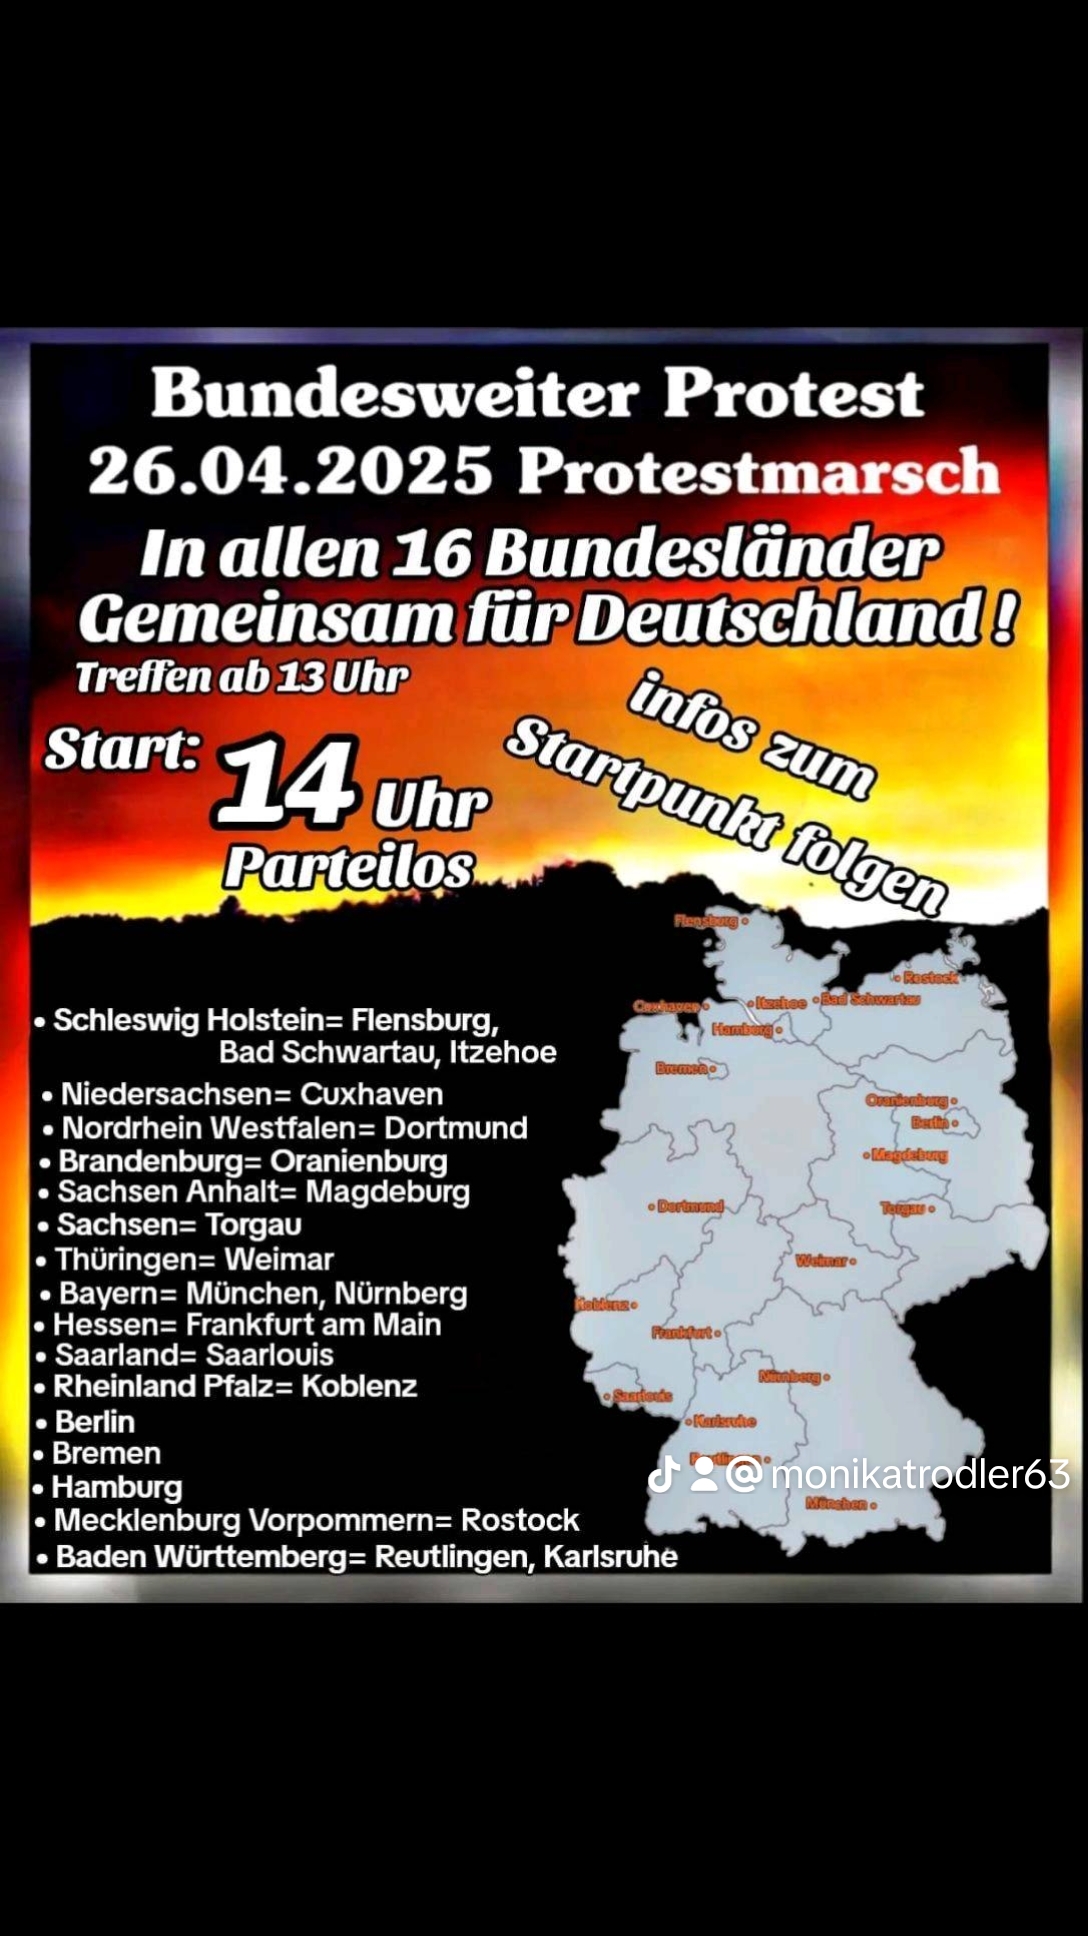 Bundesweiter Protest
26.04.2025 Protestmarsch
In allen 16 Bundesländer
Gemeinsam für Deutschland !
Treffen ab 13 Uhr
Start: 14 Uhr
Parteilos
infos zum
Startpunkt folgen
• Schleswig Holstein= Flensburg,
Bad Schwartau, Itzehoe
• Niedersachsen= Cuxhaven
• Nordrhein Westfalen= Dortmund
• Brandenburg= Oranienburg
• Sachsen Anhalt= Magdeburg
• Sachsen= Torgau
• Thüringen= Weimar
• Bayern= München, Nürnberg
• Hessen= Frankfurt am Main
• Saarland= Saarlouis
• Rheinland Pfalz= Koblenz
• Berlin
• Bremen
• Hamburg
• Mecklenburg Vorpommern= Rostock
• Baden Württemberg= Reutlingen, Karlsruhe
Flensburg
Rostock
Cuxhaven
Itzehoe
Bad Schwartau
Hamburg
Bremen
Oranienburg
Berlin
Magdeburg
Dortmund
Torgau
Weimar
Koblenz
Frankfurt
Nürnberg
Saarlouis
Karlsruhe
Reutlingen
@monikatrodler63
München